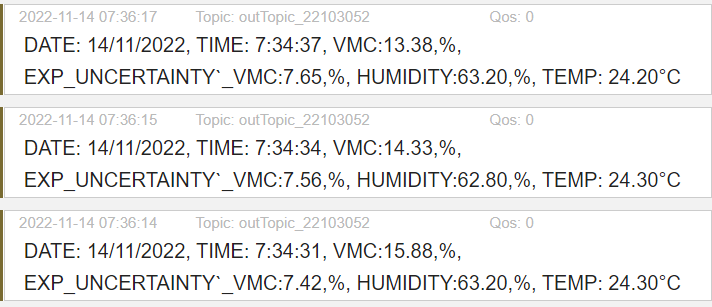 2022-11-14 07:36:17 Topic: outTopic_22103052 Qos: 0
DATE: 14/11/2022, TIME: 7:34:37, VMC:13.38,%,
EXP_UNCERTAINTY`_VMC:7.65,%, HUMIDITY:63.20,%, TEMP: 24.20°C
2022-11-14 07:36:15 Topic: outTopic_22103052 Qos: 0
DATE: 14/11/2022, TIME: 7:34:34, VMC:14.33,%,
EXP_UNCERTAINTY`_VMC:7.56,%, HUMIDITY:62.80,%, TEMP: 24.30°C
2022-11-14 07:36:14 Topic: outTopic_22103052 Qos: 0
DATE: 14/11/2022, TIME: 7:34:31, VMC:15.88,%,
EXP_UNCERTAINTY`_VMC:7.42,%, HUMIDITY:63.20,%, TEMP: 24.30°C